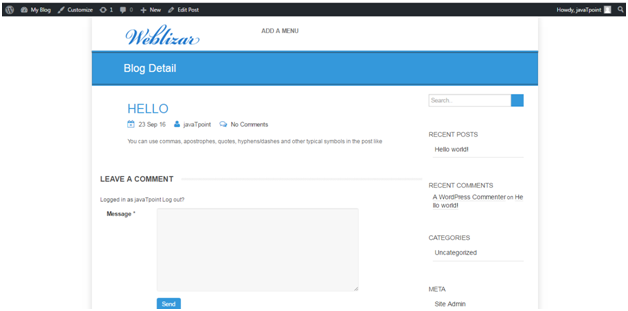 My Blog Customize 1 0 New Edit Post Howdy, javaTpoint
Weblizar ADD A MENU
Blog Detail
HELLO
23 Sep 16 javaTpoint No Comments
You can use commas, apostrophes, quotes, hyphens/dashes and other typical symbols in the post like
LEAVE A COMMENT
Logged in as javaTpoint Log out?
Message *
Send
Search...
RECENT POSTS
Hello world!
RECENT COMMENTS
A WordPress Commenter on He
llo world!
CATEGORIES
Uncategorized
META
Site Admin